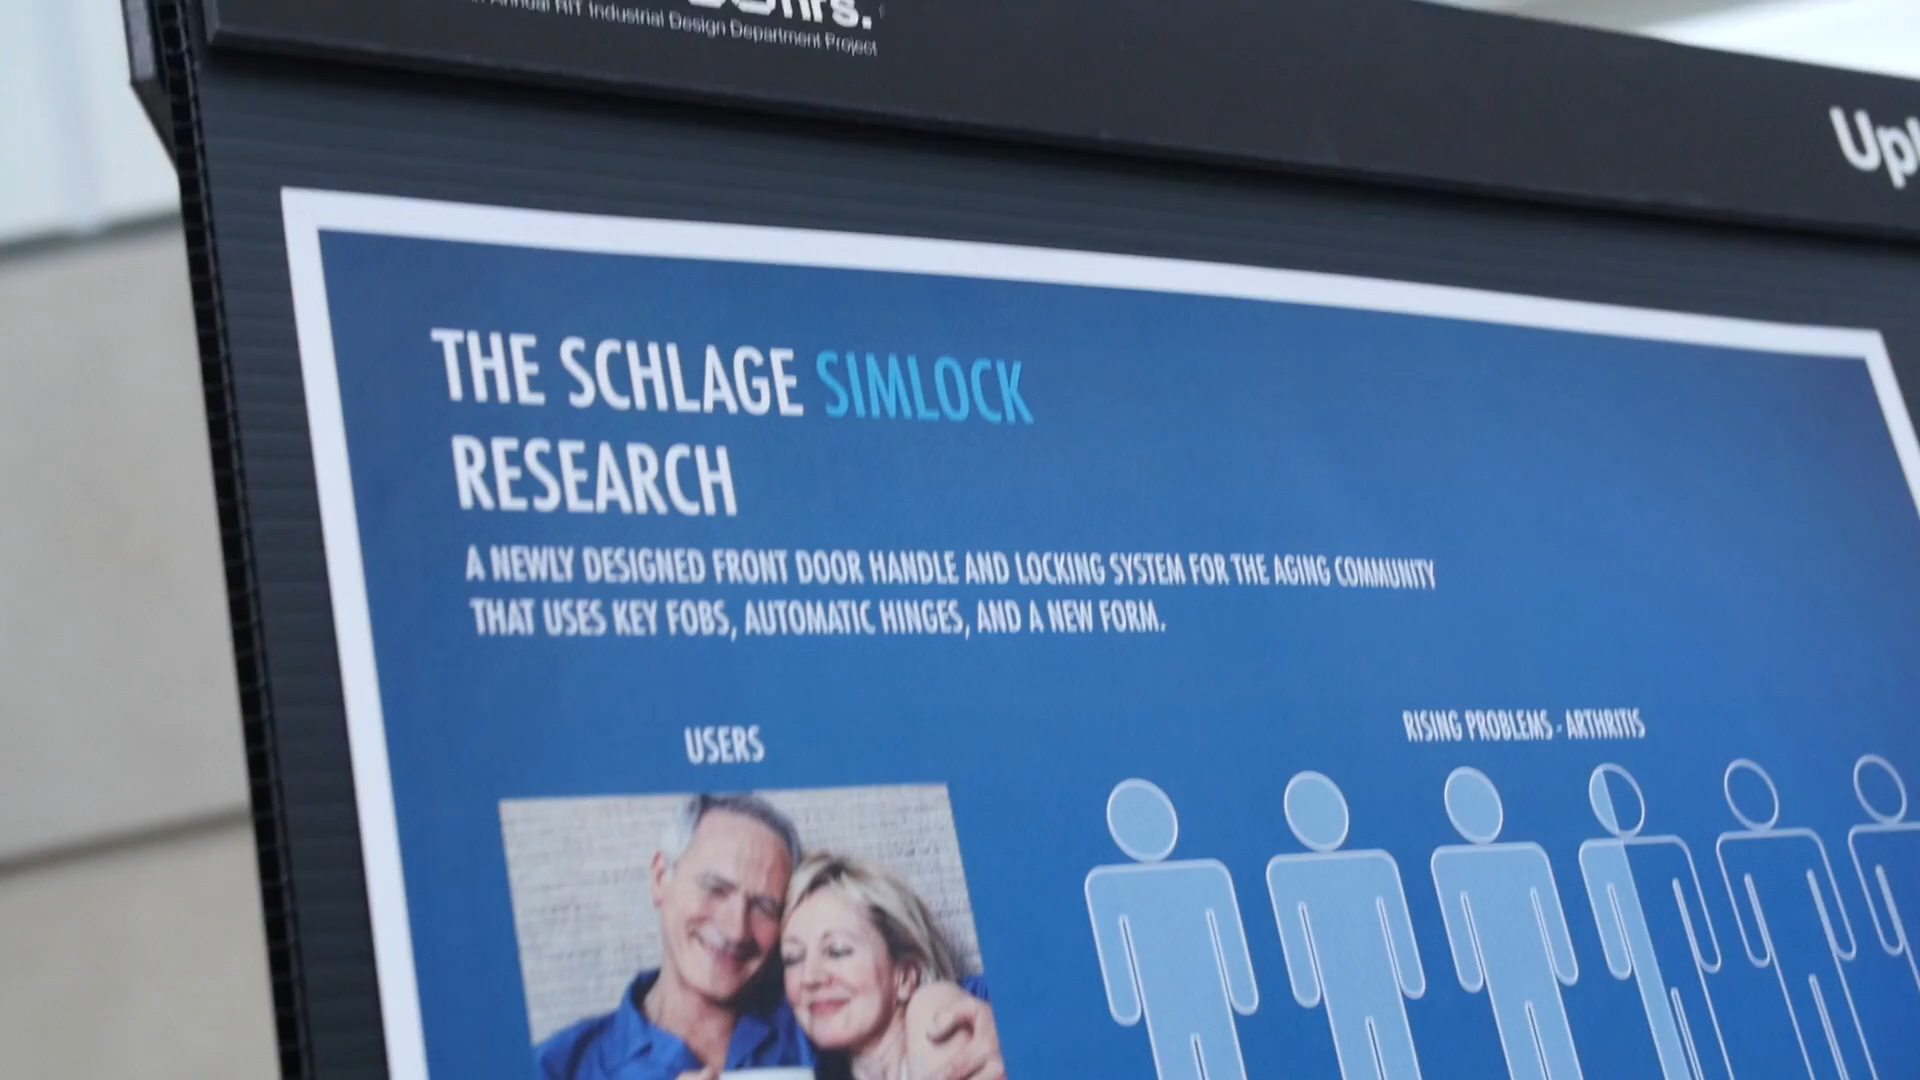 hrs.
Annual RIT Industrial Design Department Project
THE SCHLAGE SIMLOCK
RESEARCH
A NEWLY DESIGNED FRONT DOOR HANDLE AND LOCKING SYSTEM FOR THE AGING COMMUNITY
THAT USES KEY FOBS, AUTOMATIC HINGES, AND A NEW FORM.
USERS
RISING PROBLEMS - ARTHRITIS